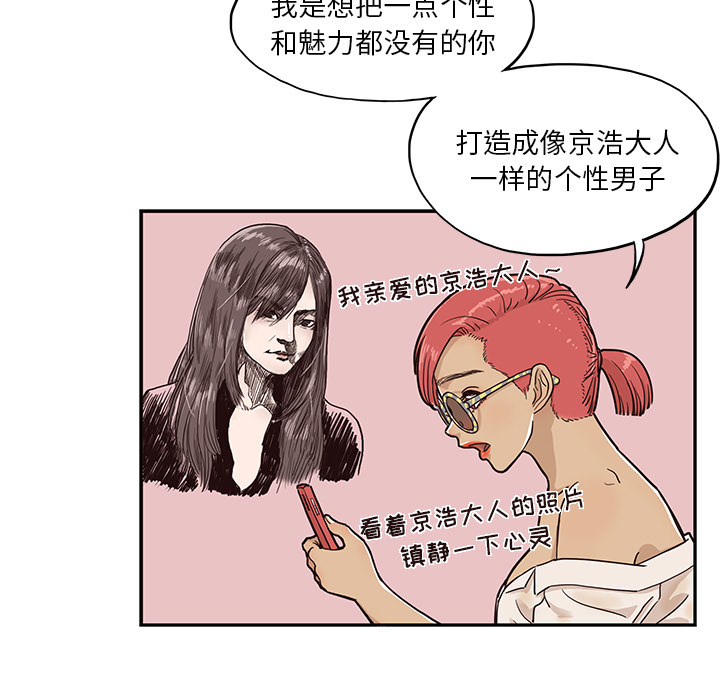 我是想把一点个性
和魅力都没有的你
打造成像京浩大人
一样的个性男子
我亲爱的京浩大人~
看着京浩大人的照片
镇静一下心灵